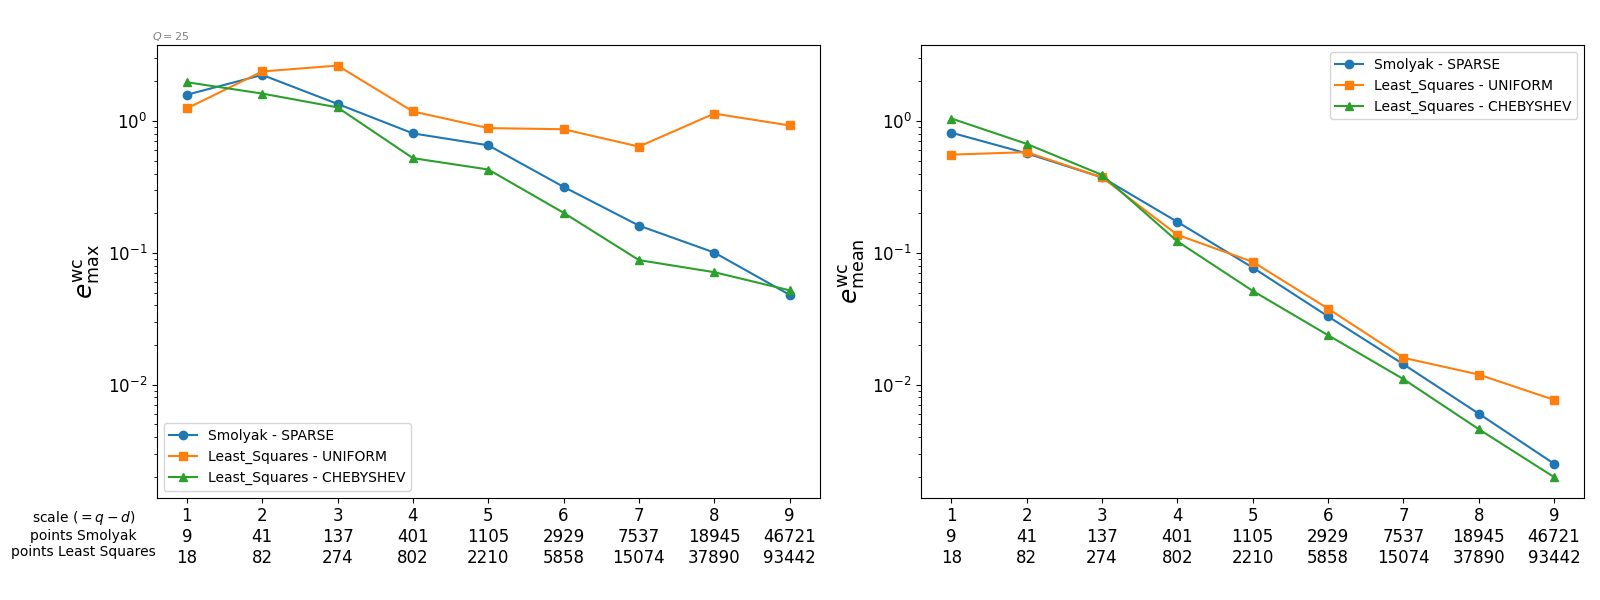 Q = 25
10⁰
10⁻¹
10⁻²
e^wc_max
Smolyak - SPARSE
Least_Squares - UNIFORM
Least_Squares - CHEBYSHEV
scale (= q − d)
1 2 3 4 5 6 7 8 9
points Smolyak
9 41 137 401 1105 2929 7537 18945 46721
points Least Squares
18 82 274 802 2210 5858 15074 37890 93442
10⁰
10⁻¹
10⁻²
e^wc_mean
Smolyak - SPARSE
Least_Squares - UNIFORM
Least_Squares - CHEBYSHEV
1 2 3 4 5 6 7 8 9
9 41 137 401 1105 2929 7537 18945 46721
18 82 274 802 2210 5858 15074 37890 93442